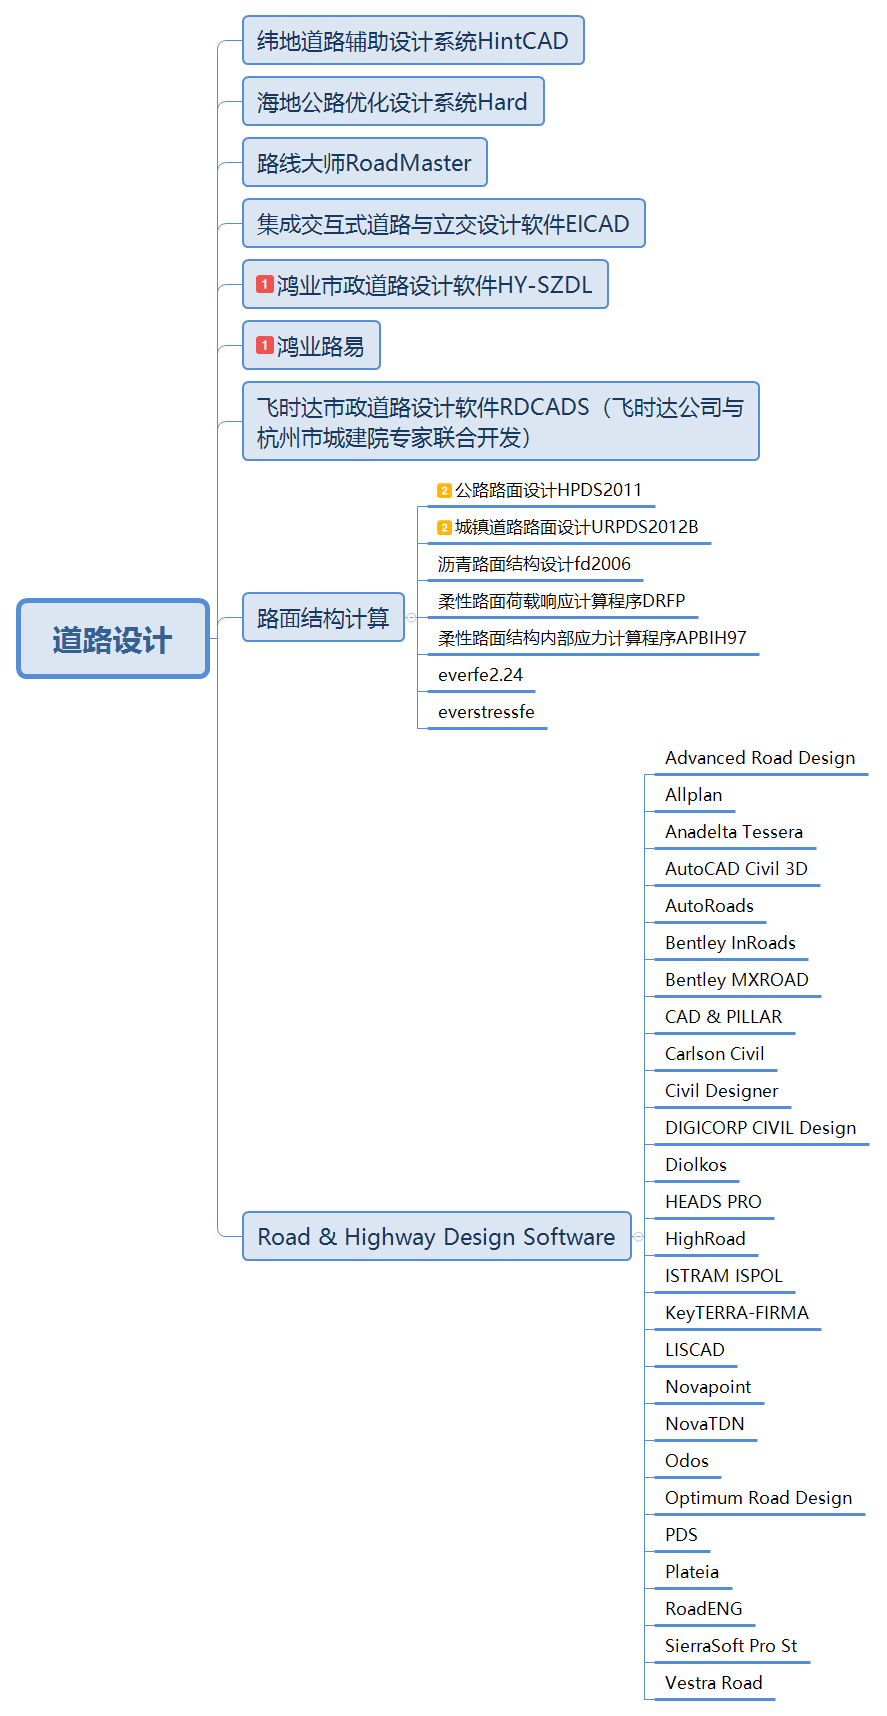 纬地道路辅助设计系统HintCAD
海地公路优化设计系统Hard
路线大师RoadMaster
集成交互式道路与立交设计软件EICAD
1 鸿业市政道路设计软件HY-SZDL
1 鸿业路易
飞时达市政道路设计软件RDCADS（飞时达公司与
杭州市城建院专家联合开发）
2 公路路面设计HPDS2011
2 城镇道路路面设计URPDS2012B
沥青路面结构设计fd2006
道路设计
路面结构计算
柔性路面荷载响应计算程序DRFP
柔性路面结构内部应力计算程序APBIH97
everfe2.24
everstressfe
Advanced Road Design
Allplan
Anadelta Tessera
AutoCAD Civil 3D
AutoRoads
Bentley InRoads
Bentley MXROAD
CAD & PILLAR
Carlson Civil
Civil Designer
DIGICORP CIVIL Design
Diolkos
HEADS PRO
Road & Highway Design Software
HighRoad
ISTRAM ISPOL
KeyTERRA-FIRMA
LISCAD
Novapoint
NovaTDN
Odos
Optimum Road Design
PDS
Plateia
RoadENG
SierraSoft Pro St
Vestra Road